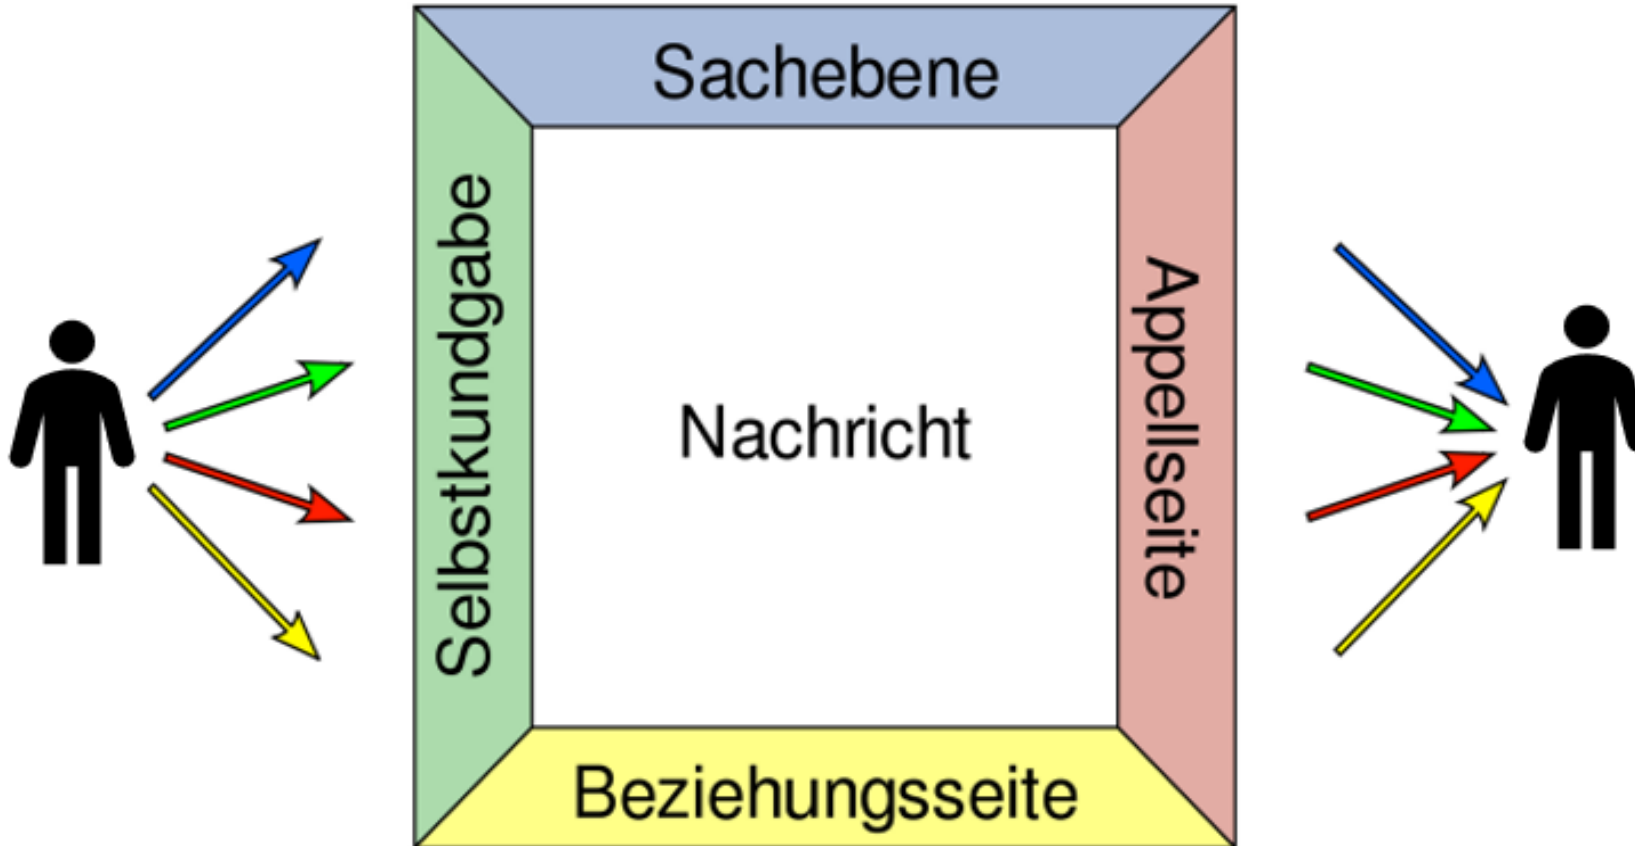 Sachebene
Selbstkundgabe
Nachricht
Appellseite
Beziehungsseite